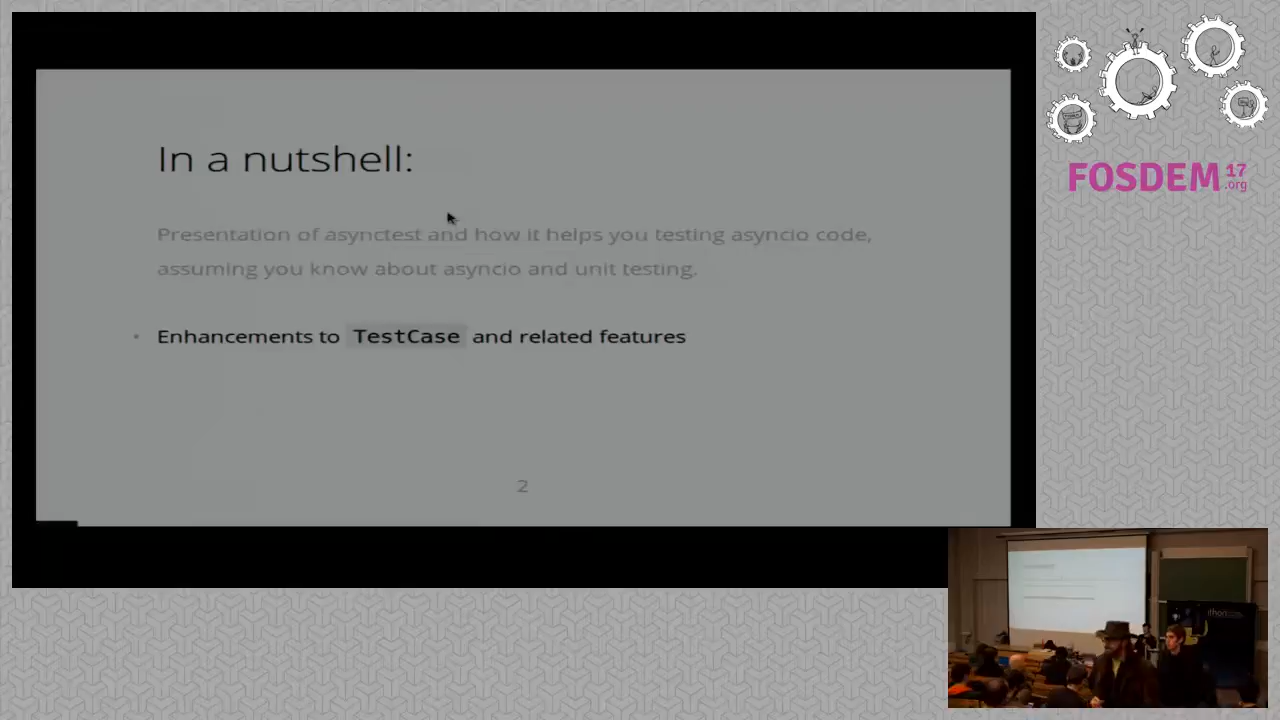 In a nutshell:
Presentation of asynctest and how it helps you testing asyncio code,
assuming you know about asyncio and unit testing.
• Enhancements to TestCase and related features
2
FOSDEM 17
.org
thon